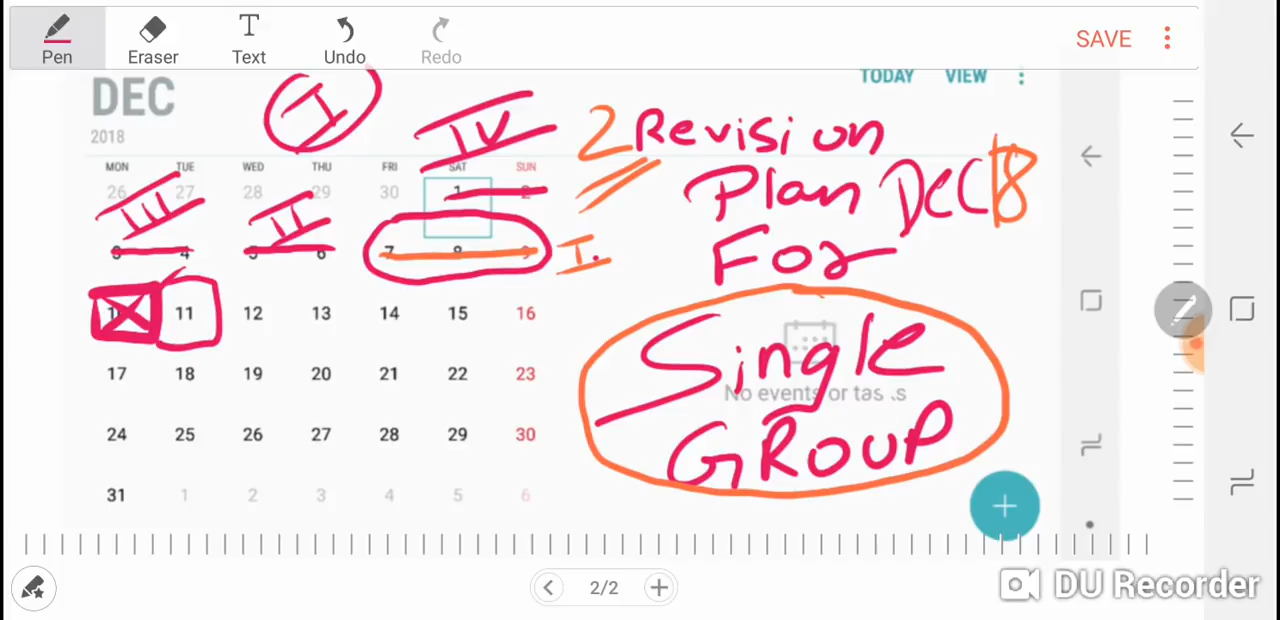 Pen Eraser Text Undo Redo SAVE
DEC
2018
TODAY VIEW
I
IV
2 Revision
Plan DEC 18
For
Single
GROUP
MON TUE WED THU FRI SAT SUN
26 27 28 29 30 1 2
III II
3 4 5 6 7 8 9
I.
10 11 12 13 14 15 16
17 18 19 20 21 22 23
No events or tas .s
24 25 26 27 28 29 30
31 1 2 3 4 5 6
2/2
DU Recorder